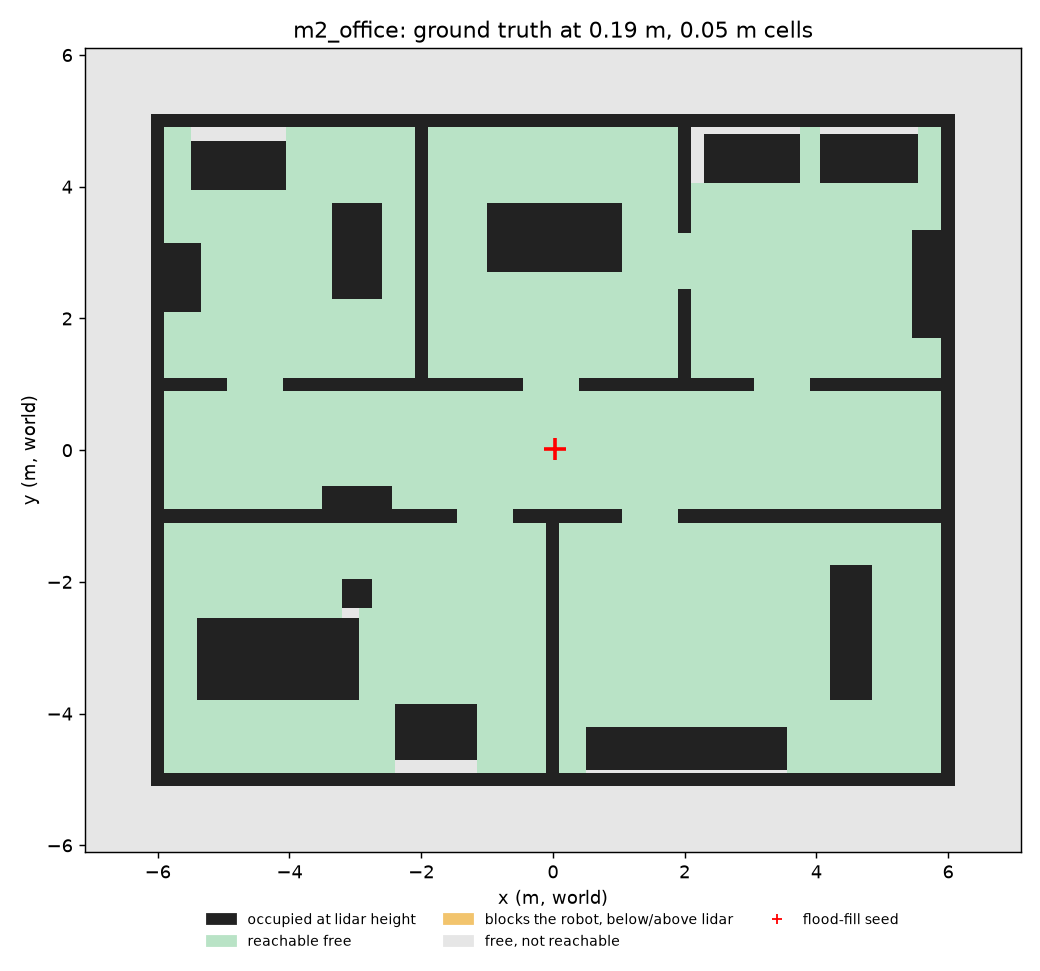 m2_office: ground truth at 0.19 m, 0.05 m cells
6
4
2
0
−2
−4
−6
y (m, world)
−6 −4 −2 0 2 4 6
x (m, world)
occupied at lidar height blocks the robot, below/above lidar flood-fill seed
reachable free free, not reachable